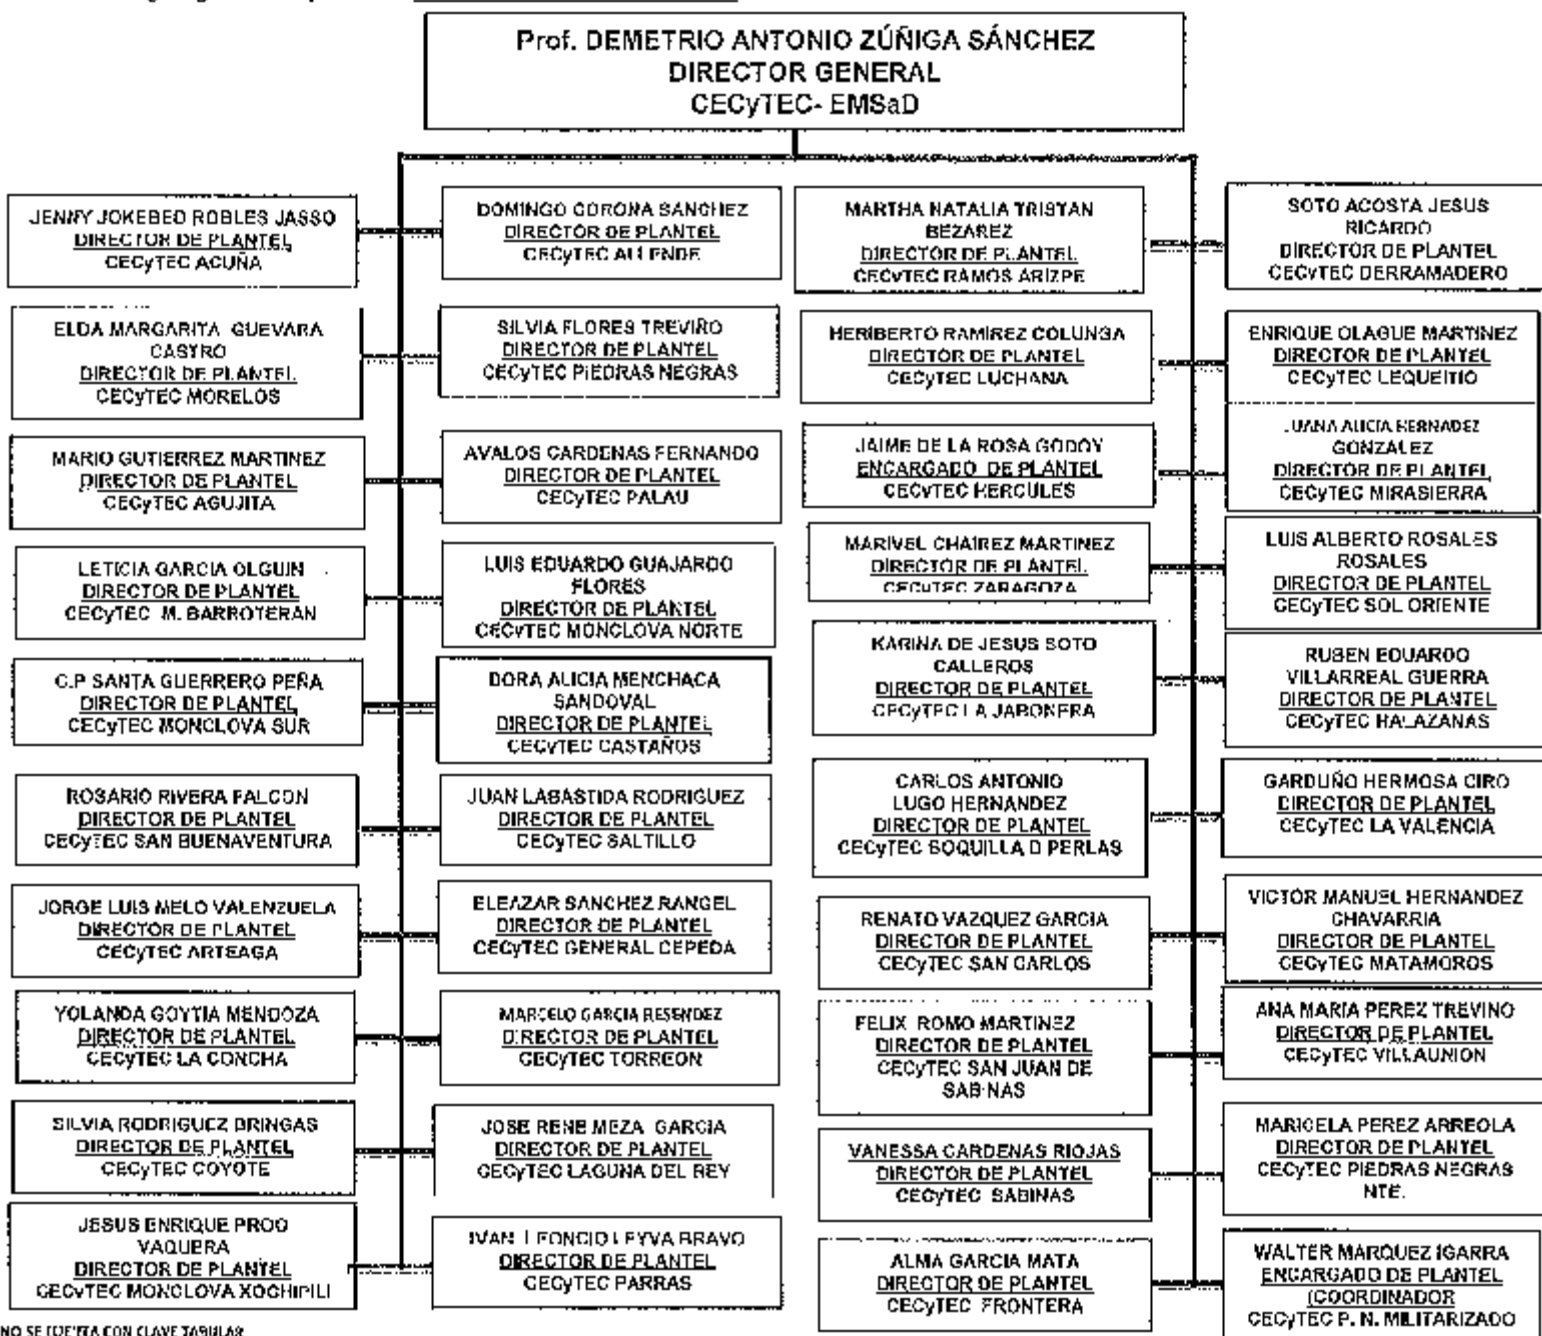 Prof. DEMETRIO ANTONIO ZÚÑIGA SÁNCHEZ
DIRECTOR GENERAL
CECyTEC- EMSaD
JENNY JOKEBED ROBLES JASSO
DIRECTOR DE PLANTEL
CECyTEC ACUÑA
DOMINGO CORONA SANCHEZ
DIRECTOR DE PLANTEL
CECyTEC ALLENDE
MARTHA NATALIA TRISTAN
BEZAREZ
DIRECTOR DE PLANTEL
CECyTEC RAMOS ARIZPE
SOTO ACOSTA JESUS
RICARDO
DIRECTOR DE PLANTEL
CECyTEC DERRAMADERO
ELDA MARGARITA GUEVARA
CASTRO
DIRECTOR DE PLANTEL
CECyTEC MORELOS
SILVIA FLORES TREVIÑO
DIRECTOR DE PLANTEL
CECyTEC PIEDRAS NEGRAS
HERIBERTO RAMÍREZ COLUNGA
DIRECTOR DE PLANTEL
CECyTEC LUCHANA
ENRIQUE OLAGUE MARTINEZ
DIRECTOR DE PLANTEL
CECyTEC LEQUEITIO
MARIO GUTIERREZ MARTINEZ
DIRECTOR DE PLANTEL
CECyTEC AGUJITA
AVALOS CARDENAS FERNANDO
DIRECTOR DE PLANTEL
CECyTEC PALAU
JAIME DE LA ROSA GODOY
ENCARGADO DE PLANTEL
CECyTEC HERCULES
JUANA ALICIA HERNADEZ
GONZALEZ
DIRECTOR DE PLANTEL
CECyTEC MIRASIERRA
LETICIA GARCIA OLGUIN
DIRECTOR DE PLANTEL
CECyTEC M. BARROTERAN
LUIS EDUARDO GUAJARDO
FLORES
DIRECTOR DE PLANTEL
CECyTEC MONCLOVA NORTE
MARIVEL CHAIREZ MARTINEZ
DIRECTOR DE PLANTEL
CECyTEC ZARAGOZA
LUIS ALBERTO ROSALES
ROSALES
DIRECTOR DE PLANTEL
CECyTEC SOL ORIENTE
C.P SANTA GUERRERO PEÑA
DIRECTOR DE PLANTEL
CECyTEC MONCLOVA SUR
DORA ALICIA MENCHACA
SANDOVAL
DIRECTOR DE PLANTEL
CECyTEC CASTAÑOS
KARINA DE JESUS SOTO
CALLEROS
DIRECTOR DE PLANTEL
CECyTEC LA JABONERA
RUBEN EDUARDO
VILLARREAL GUERRA
DIRECTOR DE PLANTEL
CECyTEC HALAZANAS
ROSARIO RIVERA FALCON
DIRECTOR DE PLANTEL
CECyTEC SAN BUENAVENTURA
JUAN LABASTIDA RODRIGUEZ
DIRECTOR DE PLANTEL
CECyTEC SALTILLO
CARLOS ANTONIO
LUGO HERNANDEZ
DIRECTOR DE PLANTEL
CECyTEC BOQUILLA D PERLAS
GARDUÑO HERMOSA CIRO
DIRECTOR DE PLANTEL
CECyTEC LA VALENCIA
JORGE LUIS MELO VALENZUELA
DIRECTOR DE PLANTEL
CECyTEC ARTEAGA
ELEAZAR SANCHEZ RANGEL
DIRECTOR DE PLANTEL
CECyTEC GENERAL CEPEDA
RENATO VAZQUEZ GARCIA
DIRECTOR DE PLANTEL
CECyTEC SAN CARLOS
VICTOR MANUEL HERNANDEZ
CHAVARRIA
DIRECTOR DE PLANTEL
CECyTEC MATAMOROS
YOLANDA GOYTIA MENDOZA
DIRECTOR DE PLANTEL
CECyTEC LA CONCHA
MARCELO GARCIA RESENDEZ
DIRECTOR DE PLANTEL
CECyTEC TORREON
FELIX ROMO MARTINEZ
DIRECTOR DE PLANTEL
CECyTEC SAN JUAN DE
SABINAS
ANA MARIA PEREZ TREVINO
DIRECTOR DE PLANTEL
CECyTEC VILLAUNION
SILVIA RODRIGUEZ BRINGAS
DIRECTOR DE PLANTEL
CECyTEC COYOTE
JOSE RENE MEZA GARCIA
DIRECTOR DE PLANTEL
CECyTEC LAGUNA DEL REY
VANESSA CARDENAS RIOJAS
DIRECTOR DE PLANTEL
CECyTEC SABINAS
MARICELA PEREZ ARREOLA
DIRECTOR DE PLANTEL
CECyTEC PIEDRAS NEGRAS
NTE.
JESUS ENRIQUE PROO
VAQUERA
DIRECTOR DE PLANTEL
CECyTEC MONCLOVA XOCHIPILI
IVAN LEONCIO LEYVA BRAVO
DIRECTOR DE PLANTEL
CECyTEC PARRAS
ALMA GARCIA MATA
DIRECTOR DE PLANTEL
CECyTEC FRONTERA
WALTER MARQUEZ IGARRA
ENCARGADO DE PLANTEL
(COORDINADOR
CECyTEC P. N. MILITARIZADO
NO SE CUENTA CON CLAVE TABULAR